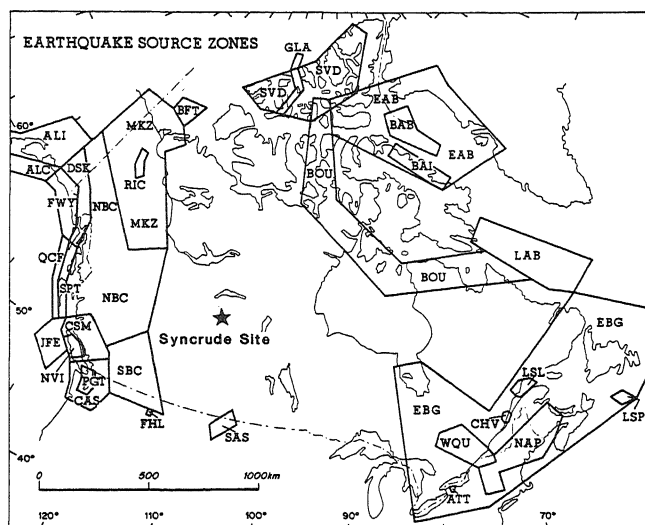 EARTHQUAKE SOURCE ZONES
GLA
SVD
SVD
BFT
MKZ
EAB
BAB
60°
ALI
EAB
BAI
ALC
DSK
RIC
BOU
FWY
NBC
MKZ
QCF
LAB
BOU
SPT
NBC
50°
EBG
CSM
JFE
Syncrude Site
NVI
SBC
PGT
LSL
CAS
EBG
FHL
CHV
LSP
SAS
WQU
NAP
40°
ATT
0 500 1000km
120° 110° 100° 90° 80° 70°